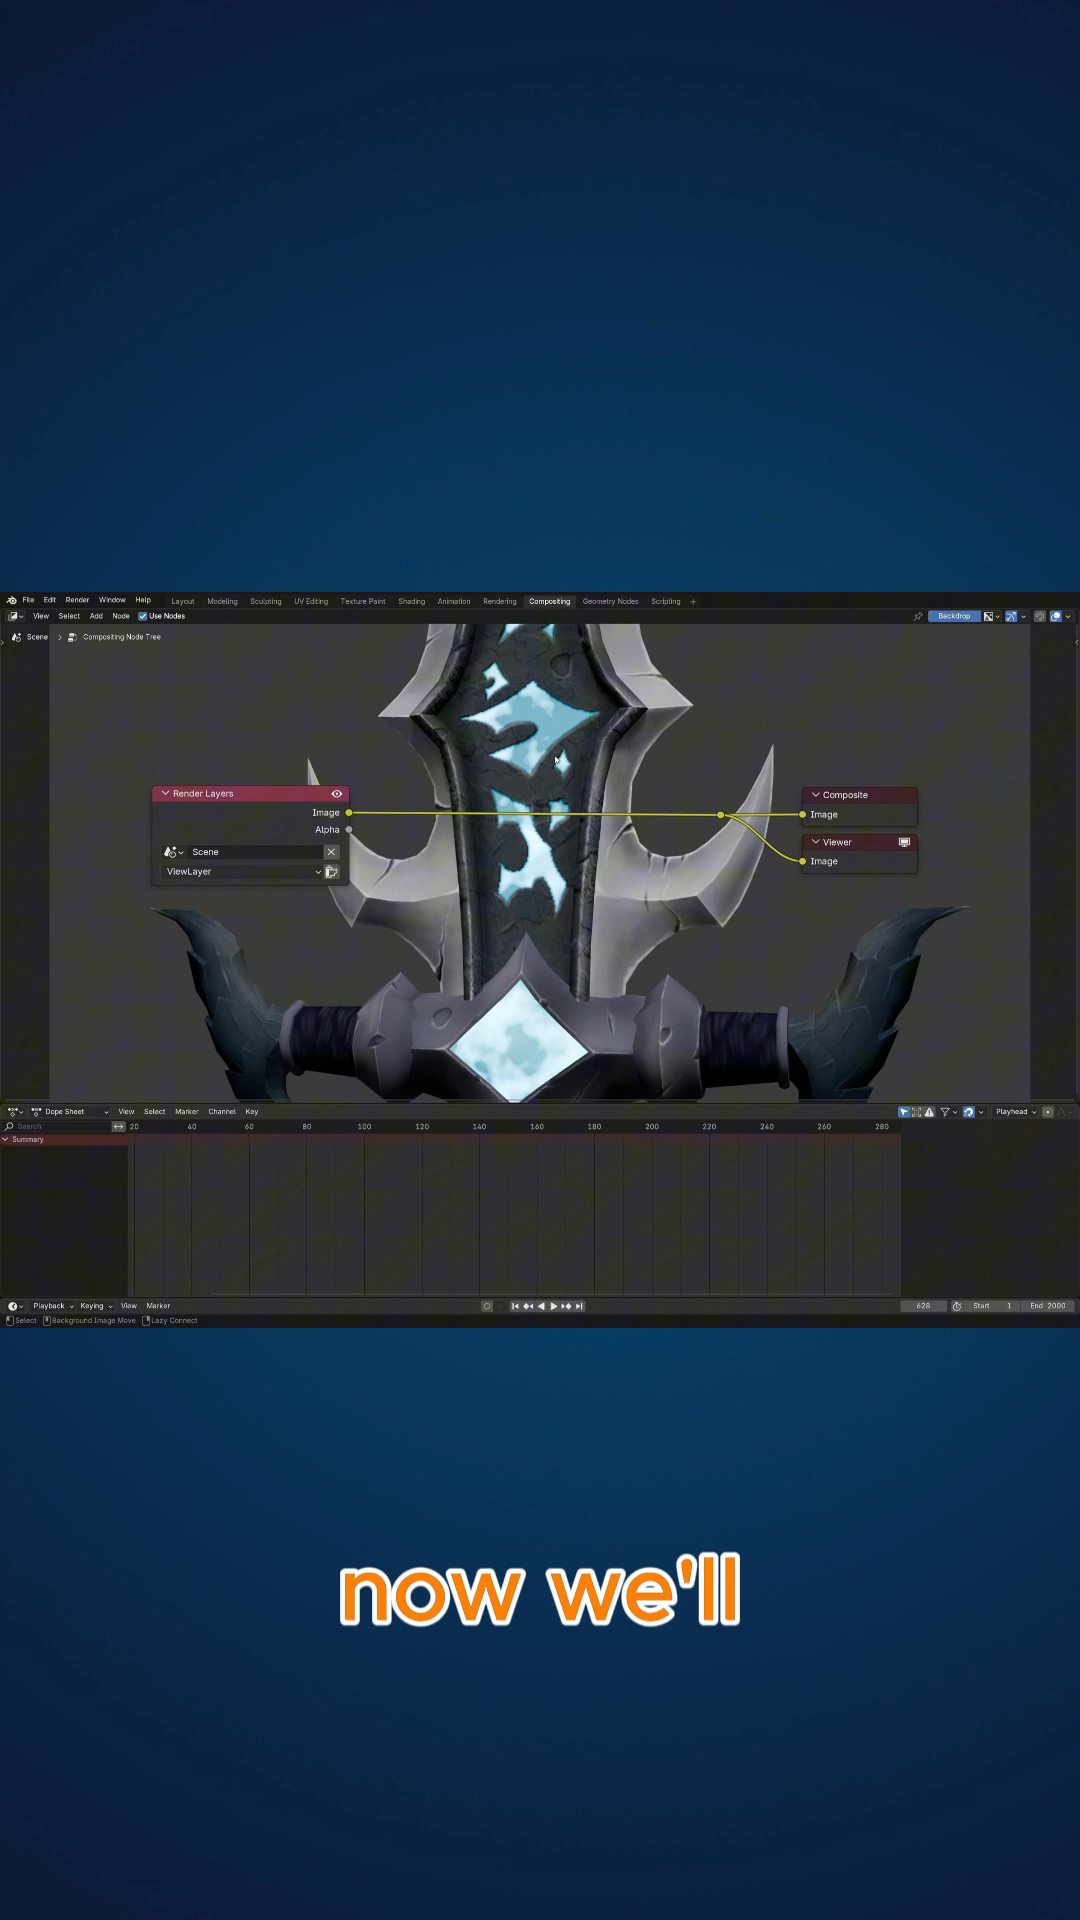 File Edit Render Window Help Layout Modeling Sculpting UV Editing Texture Paint Shading Animation Rendering Compositing Geometry Nodes Scripting +
View Select Add Node Use Nodes Backdrop
Scene > Compositing Node Tree
Render Layers
Image
Alpha
Scene
ViewLayer
Composite
Image
Viewer
Image
Dope Sheet View Select Marker Channel Key Playhead
Search 20 40 60 80 100 120 140 160 180 200 220 240 260 280
Summary
Playback Keying View Marker 628 Start 1 End 2000
Select Background Image Move Lazy Connect
now we'll